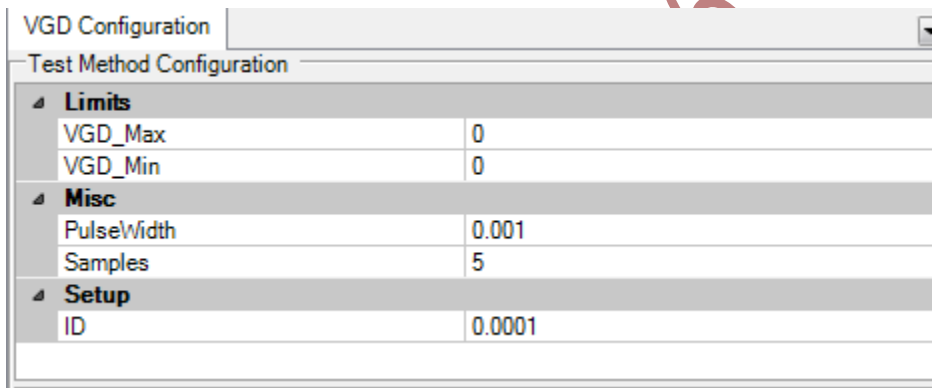 VGD Configuration
Test Method Configuration
Limits
VGD_Max 0
VGD_Min 0
Misc
PulseWidth 0.001
Samples 5
Setup
ID 0.0001